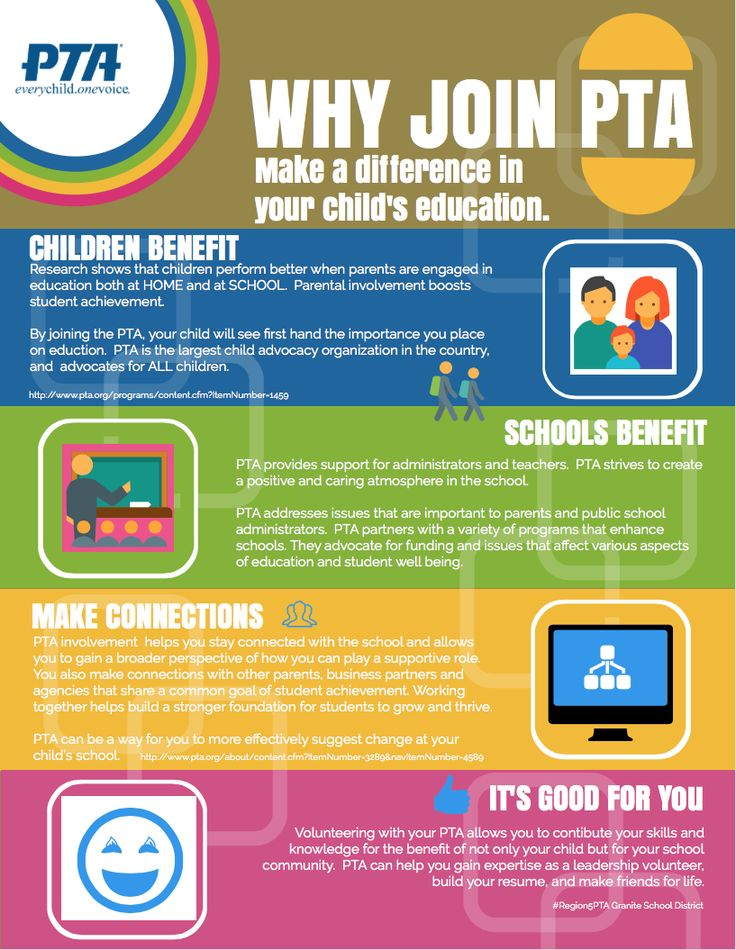 PTA
everychild.onevoice.
WHY JOIN PTA
Make a difference in
your child's education.
CHILDREN BENEFIT
Research shows that children perform better when parents are engaged in
education both at HOME and at SCHOOL. Parental involvement boosts
student achievement.
By joining the PTA, your child will see first hand the importance you place
on eduction. PTA is the largest child advocacy organization in the country,
and advocates for ALL children.
http://www.pta.org/programs/content.cfm?ItemNumber=1459
SCHOOLS BENEFIT
PTA provides support for administrators and teachers. PTA strives to create
a positive and caring atmosphere in the school.
PTA addresses issues that are important to parents and public school
administrators. PTA partners with a variety of programs that enhance
schools. They advocate for funding and issues that affect various aspects
of education and student well being.
MAKE CONNECTIONS
PTA involvement helps you stay connected with the school and allows
you to gain a broader perspective of how you can play a supportive role.
You also make connections with other parents, business partners and
agencies that share a common goal of student achievement. Working
together helps build a stronger foundation for students to grow and thrive.
PTA can be a way for you to more effectively suggest change at your
child's school. http://www.pta.org/about/content.cfm?ItemNumber=3289&navItemNumber=4589
IT'S GOOD FOR YOU
Volunteering with your PTA allows you to contibute your skills and
knowledge for the benefit of not only your child but for your school
community. PTA can help you gain expertise as a leadership volunteer,
build your resume, and make friends for life.
#Region5PTA Granite School District